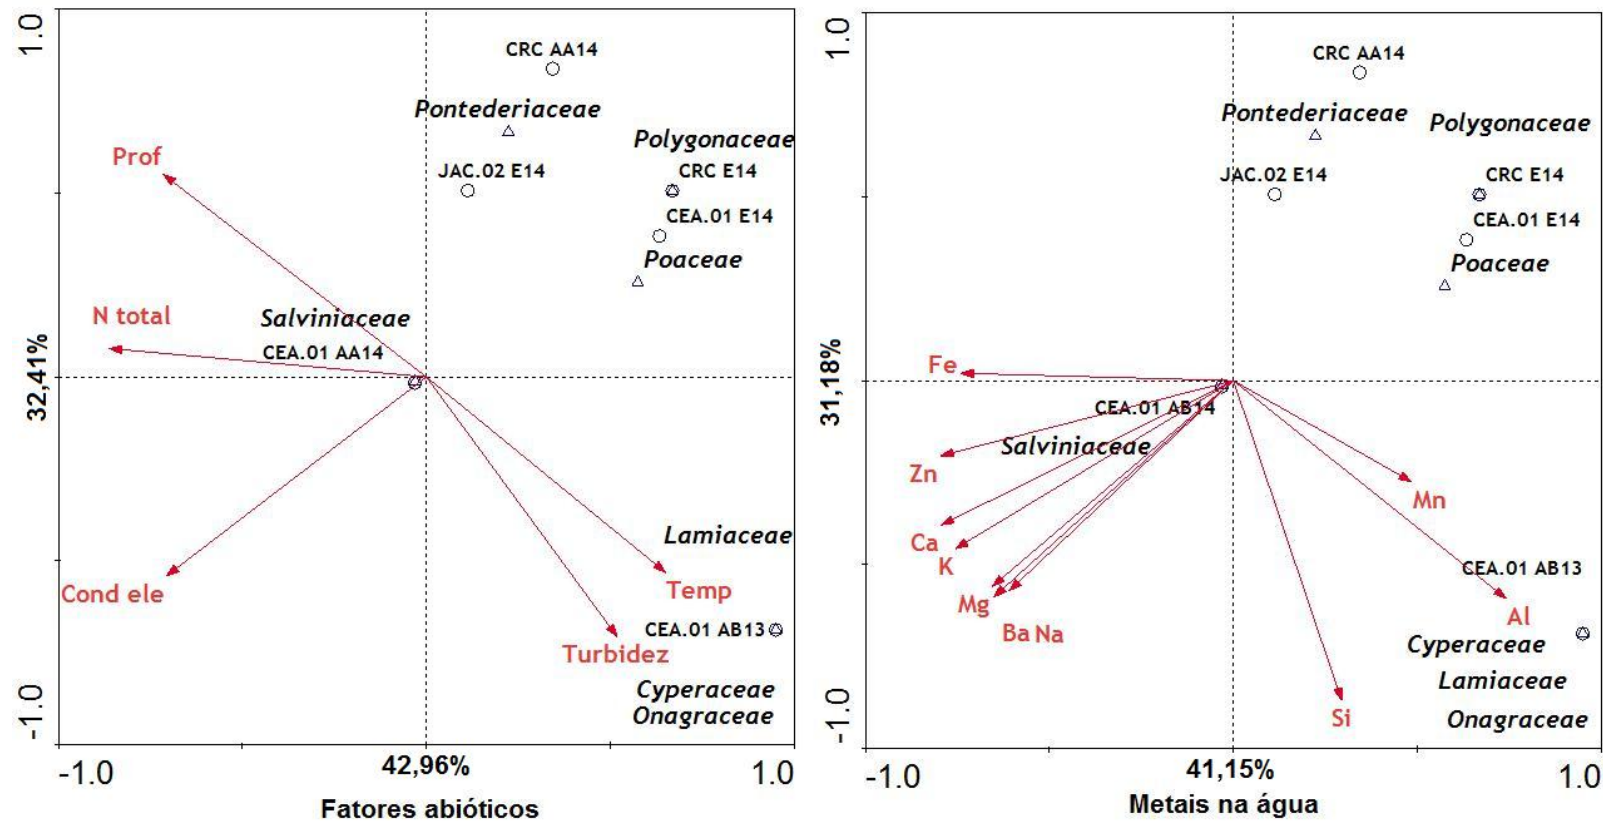 1.0
CRC AA14
Pontederiaceae
Polygonaceae
Prof
JAC.02 E14
CRC E14
CEA.01 E14
Poaceae
N total
Salviniaceae
CEA.01 AA14
32,41%
Lamiaceae
Cond ele
Temp
CEA.01 AB13
Turbidez
Cyperaceae
Onagraceae
-1.0
-1.0
42,96%
1.0
Fatores abióticos
1.0
CRC AA14
Pontederiaceae
Polygonaceae
JAC.02 E14
CRC E14
CEA.01 E14
Poaceae
Fe
31,18%
CEA.01 AB14
Salviniaceae
Zn
Mn
Ca
K
CEA.01 AB13
Mg
Al
Ba Na
Cyperaceae
Lamiaceae
Si
Onagraceae
-1.0
-1.0
41,15%
1.0
Metais na água